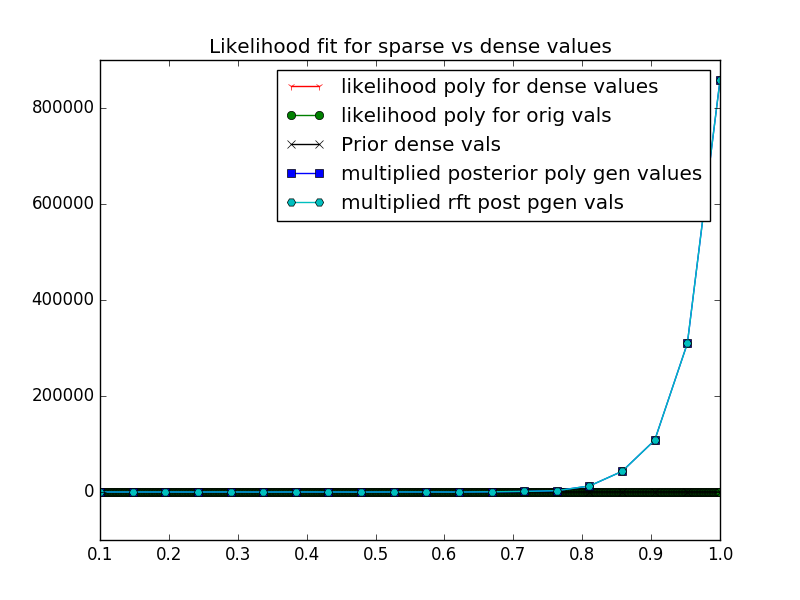 Likelihood fit for sparse vs dense values
likelihood poly for dense values
likelihood poly for orig vals
Prior dense vals
multiplied posterior poly gen values
multiplied rft post pgen vals
800000
600000
400000
200000
0
0.1 0.2 0.3 0.4 0.5 0.6 0.7 0.8 0.9 1.0